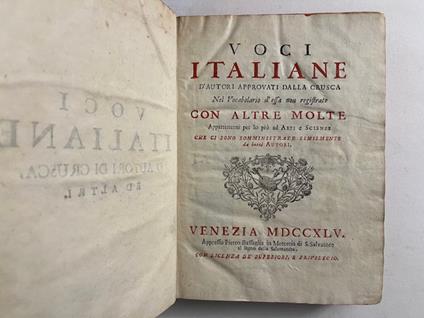 VOCI
ITALIANE
D'AUTORI APPROVATI DALLA CRUSCA
Nel Vocabolario d'essa non registrate
CON ALTRE MOLTE
Appartenenti per lo più ad ARTI e SCIENZE
CHE CI SONO SOMMINISTRATE SIMILMENTE
da buoni AUTORI.
VENEZIA MDCCXLV.
Appresso Pietro Bassaglia in Merceria di S. Salvatore
al segno della Salamandra.
CON LICENZA DE' SUPERIORI, E PRIVILEGIO.